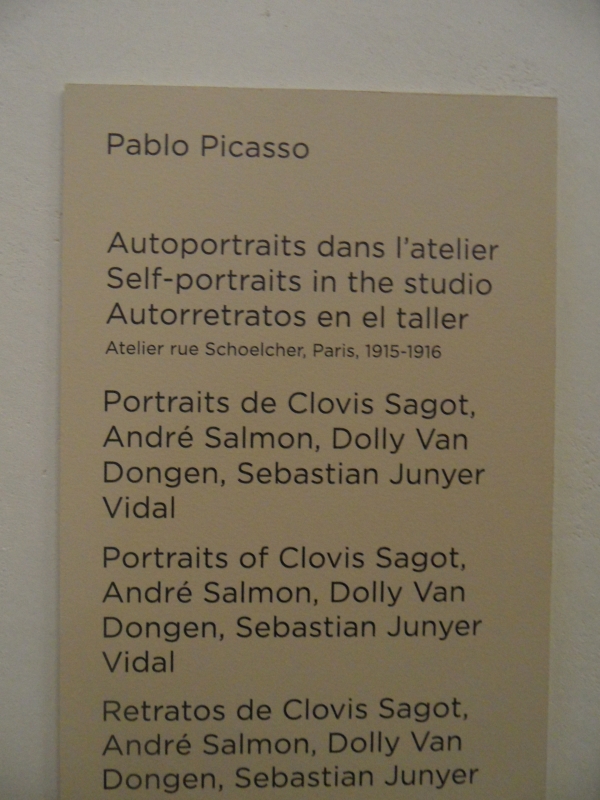 Pablo Picasso
Autoportraits dans l'atelier
Self-portraits in the studio
Autorretratos en el taller
Atelier rue Schoelcher, Paris, 1915-1916
Portraits de Clovis Sagot,
André Salmon, Dolly Van
Dongen, Sebastian Junyer
Vidal
Portraits of Clovis Sagot,
André Salmon, Dolly Van
Dongen, Sebastian Junyer
Vidal
Retratos de Clovis Sagot,
André Salmon, Dolly Van
Dongen, Sebastian Junyer